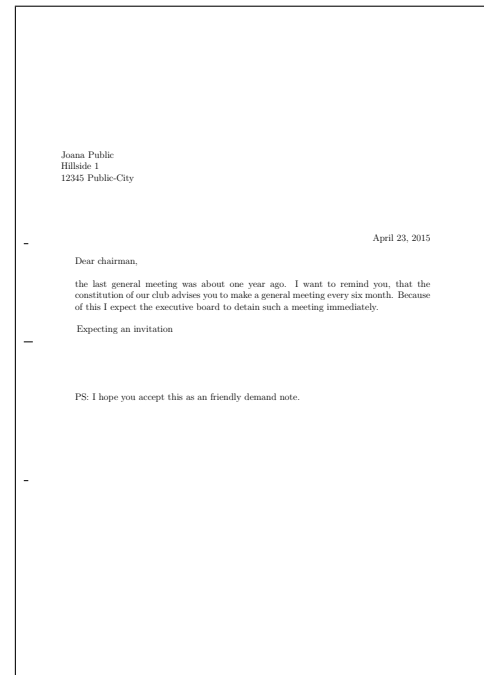 Joana Public
Hillside 1
12345 Public-City
April 23, 2015
Dear chairman,
the last general meeting was about one year ago. I want to remind you, that the
constitution of our club advises you to make a general meeting every six month. Because
of this I expect the executive board to detain such a meeting immediately.
Expecting an invitation
PS: I hope you accept this as an friendly demand note.